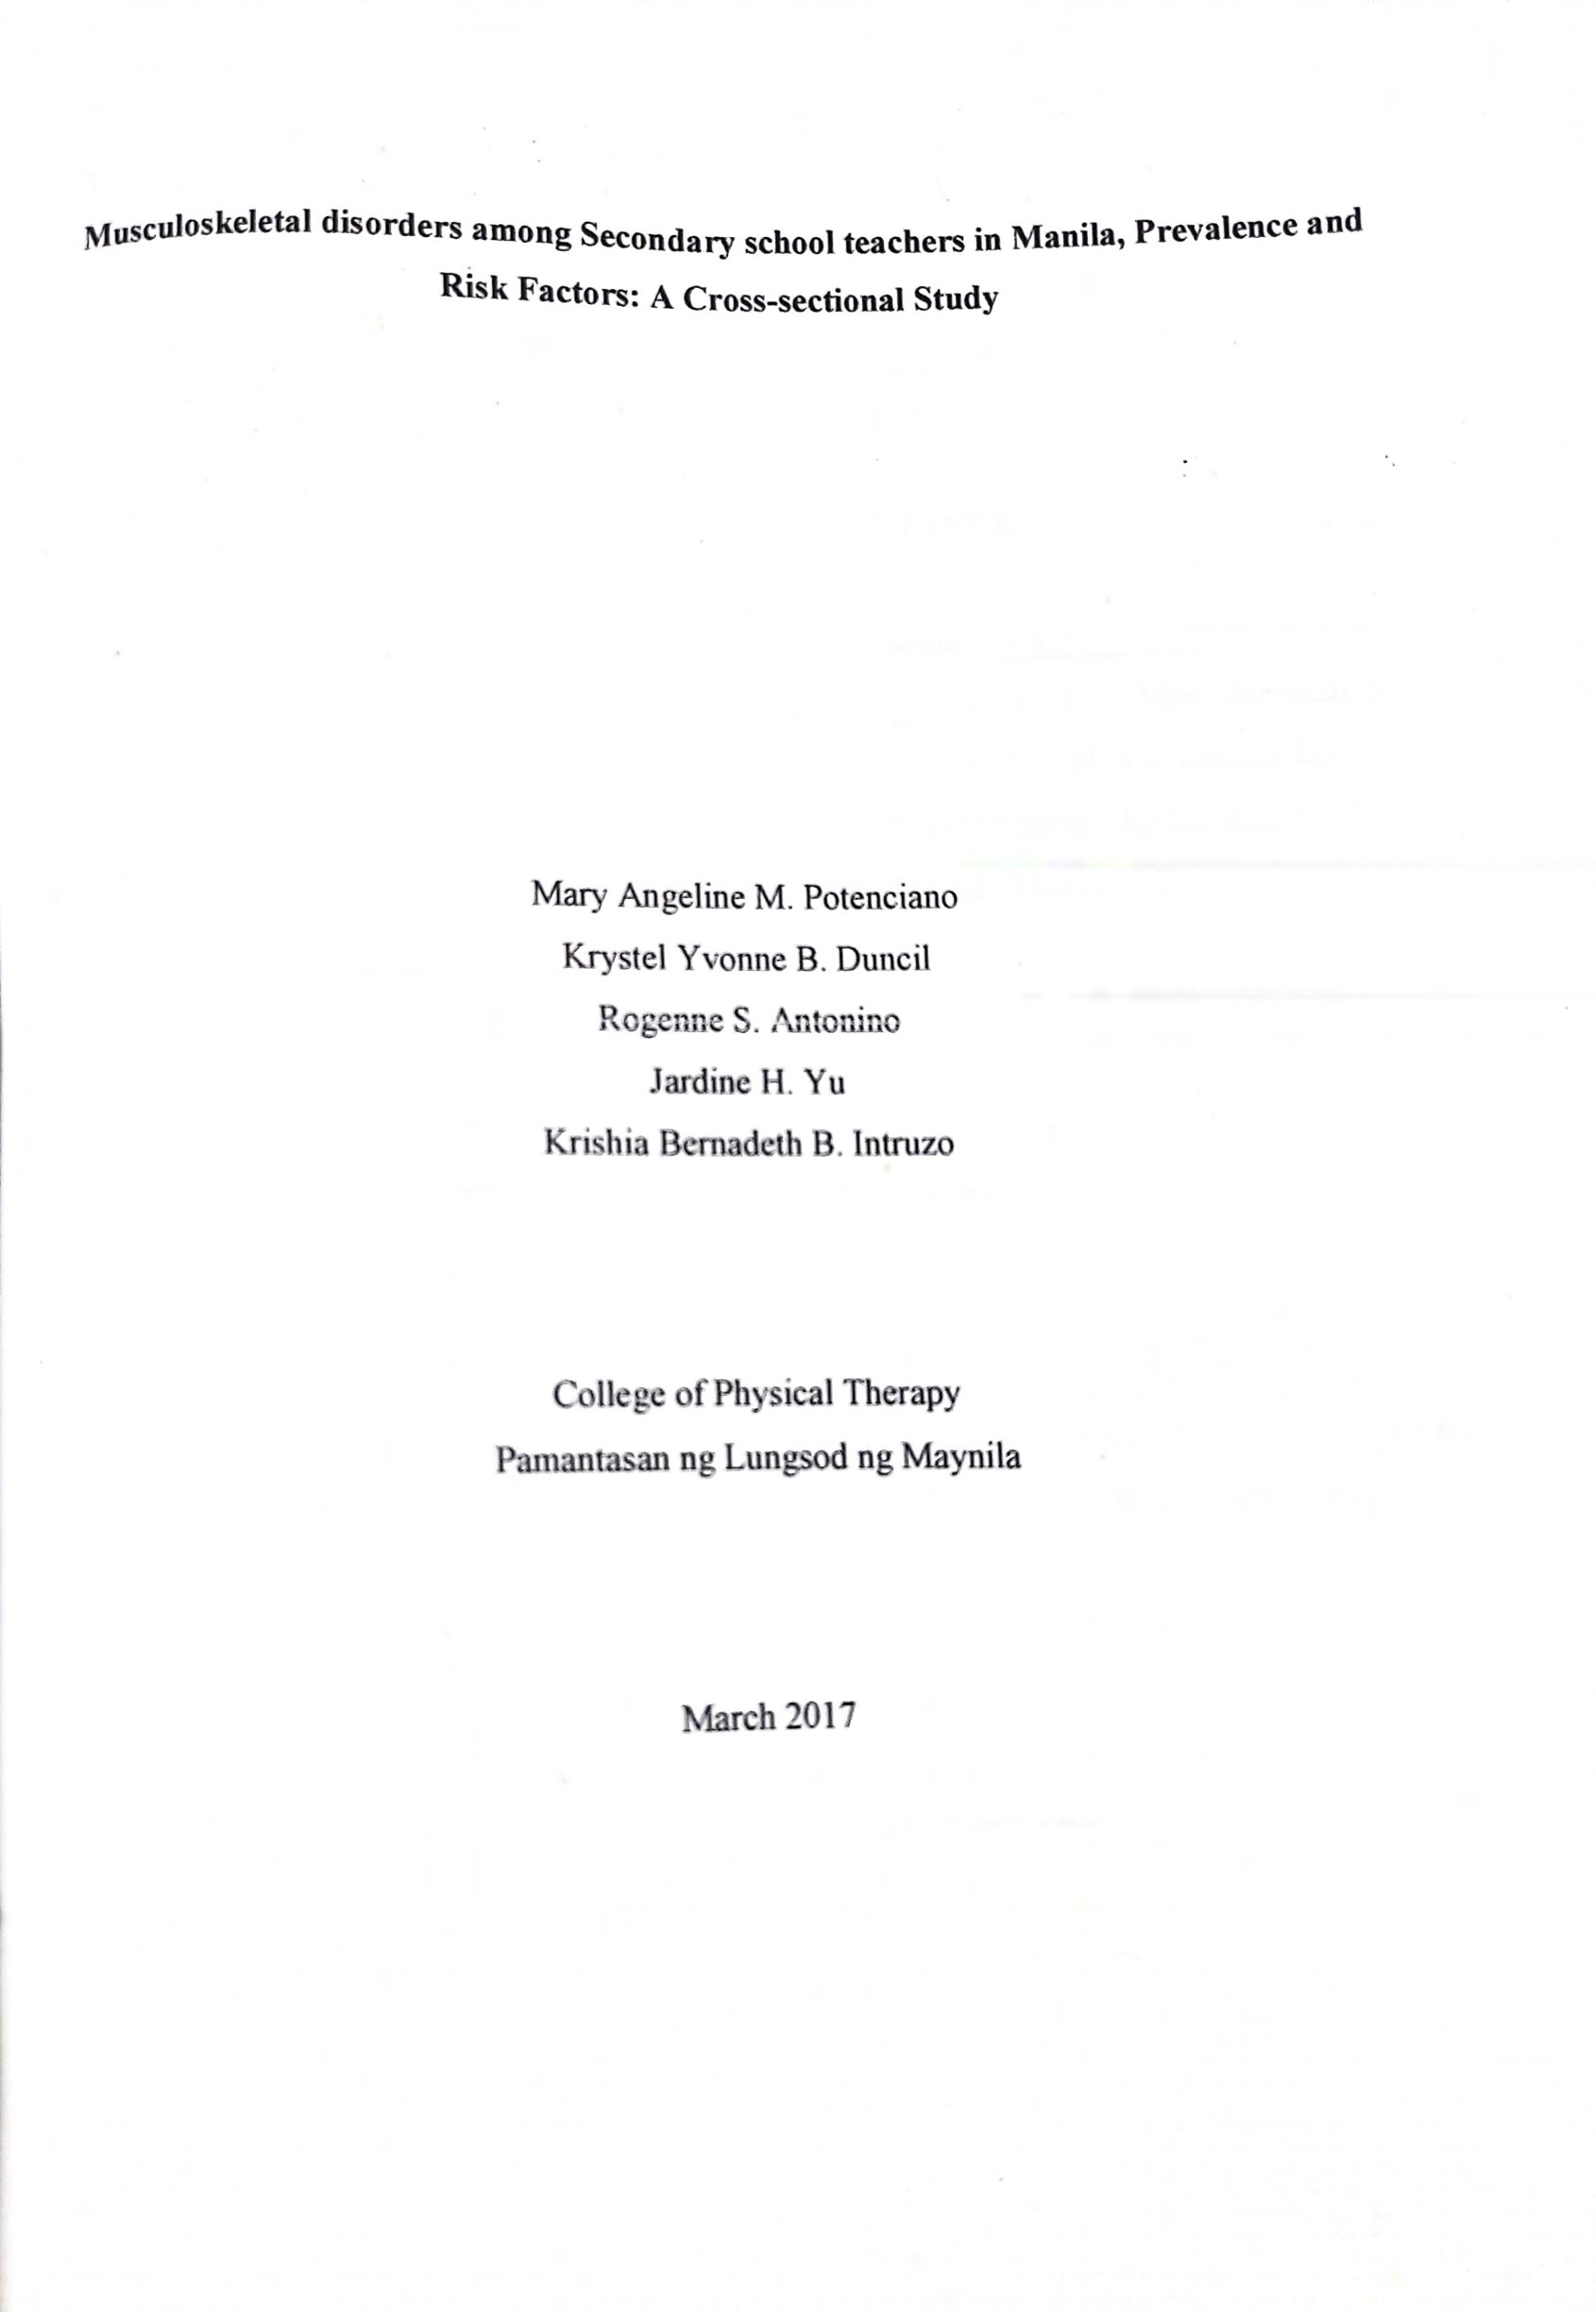 Musculoskeletal disorders among Secondary school teachers in Manila, Prevalence and
Risk Factors: A Cross-sectional Study
Mary Angeline M. Potenciano
Krystel Yvonne B. Duncil
Rogenne S. Antonino
Jardine H. Yu
Krishia Bernadeth B. Intruzo
College of Physical Therapy
Pamantasan ng Lungsod ng Maynila
March 2017